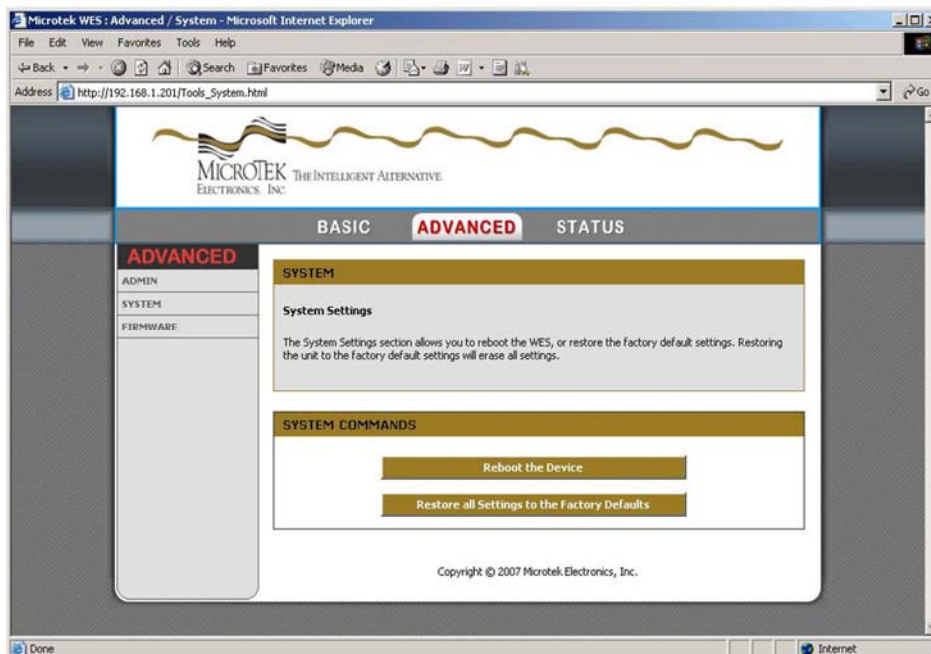 Microtek WES : Advanced / System - Microsoft Internet Explorer
File Edit View Favorites Tools Help
Back Search Favorites Media
Address http://192.168.1.201/Tools_System.html Go
MICROTEK THE INTELLIGENT ALTERNATIVE
ELECTRONICS, INC.
BASIC ADVANCED STATUS
ADVANCED
ADMIN
SYSTEM
FIRMWARE
SYSTEM
System Settings
The System Settings section allows you to reboot the WES, or restore the factory default settings. Restoring
the unit to the factory default settings will erase all settings.
SYSTEM COMMANDS
Reboot the Device
Restore all Settings to the Factory Defaults
Copyright © 2007 Microtek Electronics, Inc.
Done Internet